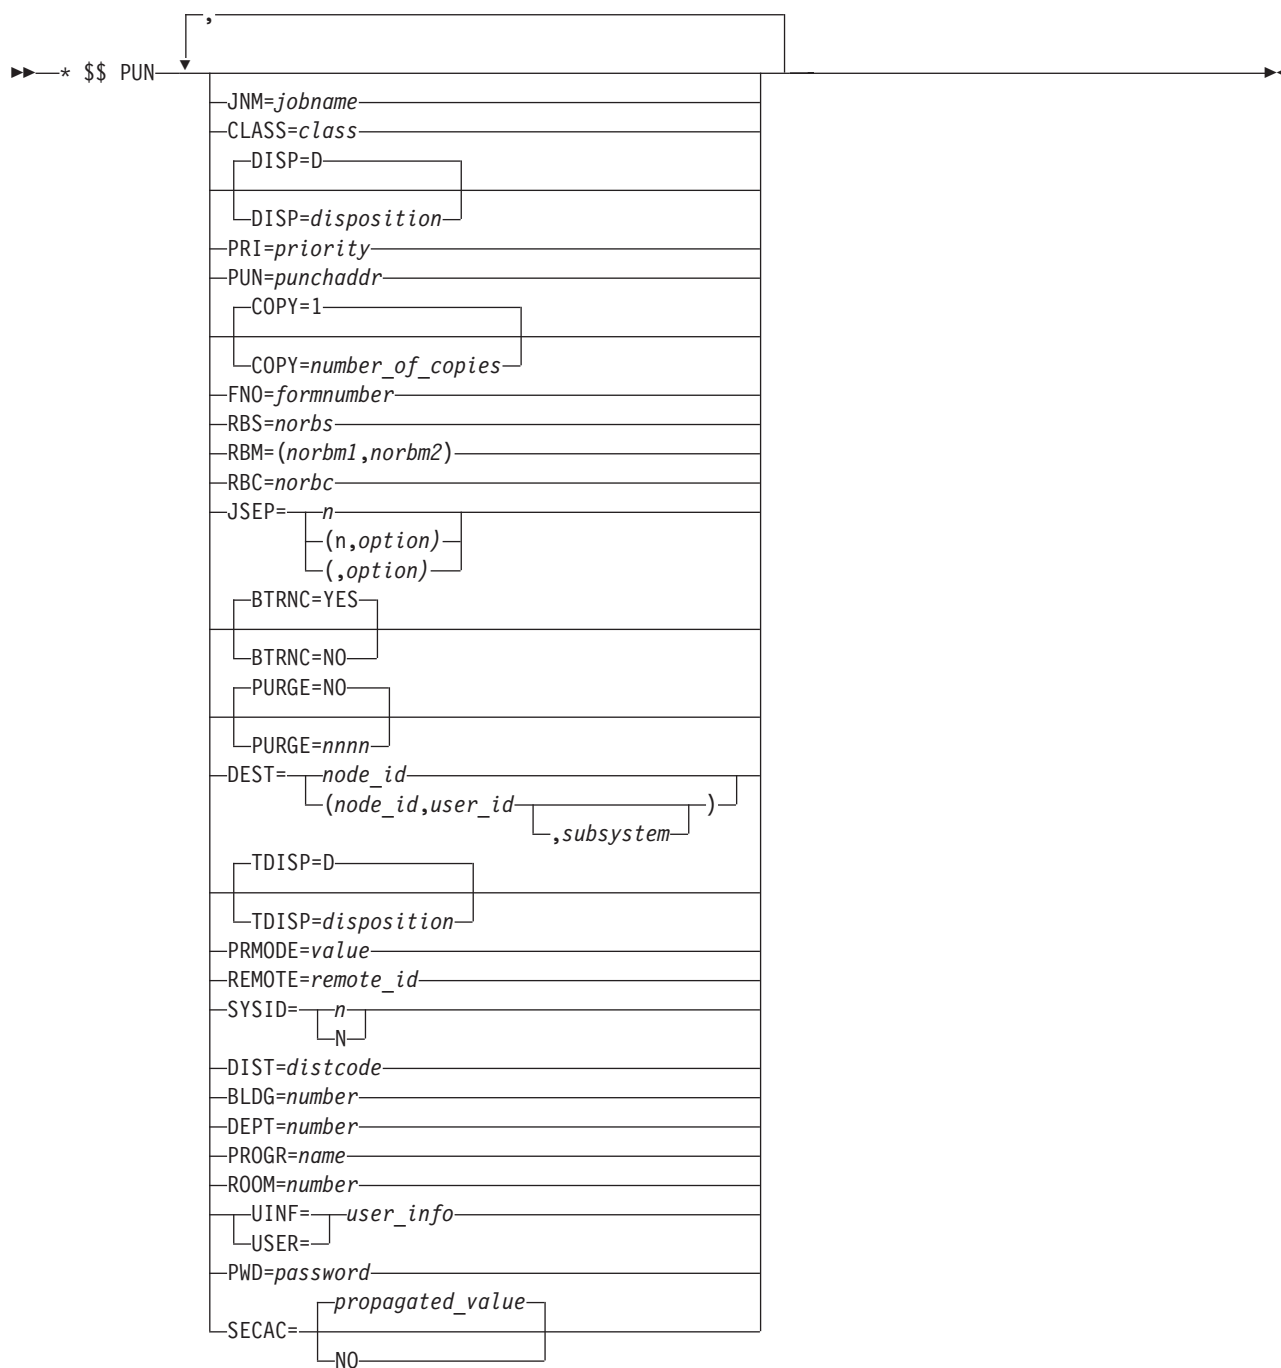 ,
* $$ PUN
JNM=jobname
CLASS=class
DISP=D
DISP=disposition
PRI=priority
PUN=punchaddr
COPY=1
COPY=number_of_copies
FNO=formnumber
RBS=norbs
RBM=(norbm1,norbm2)
RBC=norbc
JSEP= n
(n,option)
(,option)
BTRNC=YES
BTRNC=NO
PURGE=NO
PURGE=nnnn
DEST= node_id
(node_id,user_id )
,subsystem
TDISP=D
TDISP=disposition
PRMODE=value
REMOTE=remote_id
SYSID= n
N
DIST=distcode
BLDG=number
DEPT=number
PROGR=name
ROOM=number
UINF= user_info
USER=
PWD=password
propagated_value
SECAC=
NO